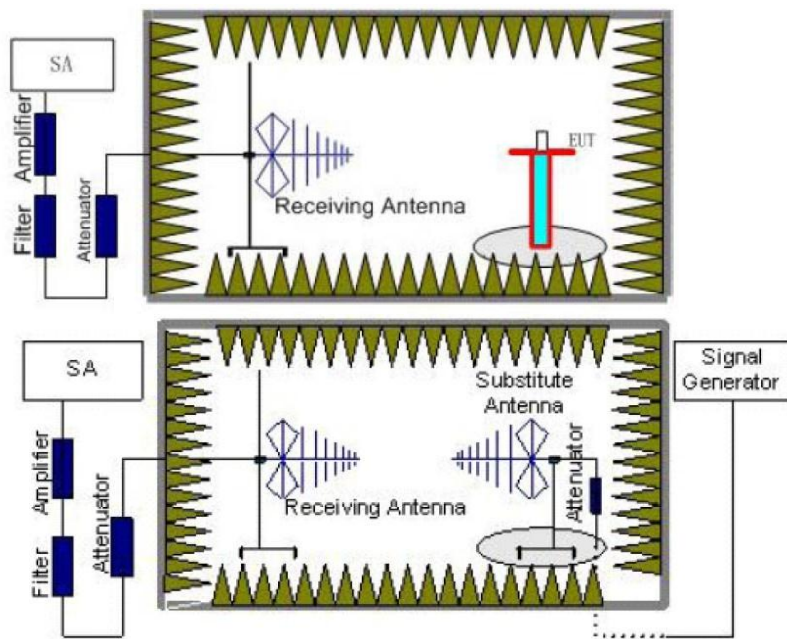 SA
Amplifier
Filter
Attenuator
Receiving Antenna
EUT
SA
Amplifier
Filter
Attenuator
Receiving Antenna
Substitute
Antenna
Attenuator
Signal
Generator